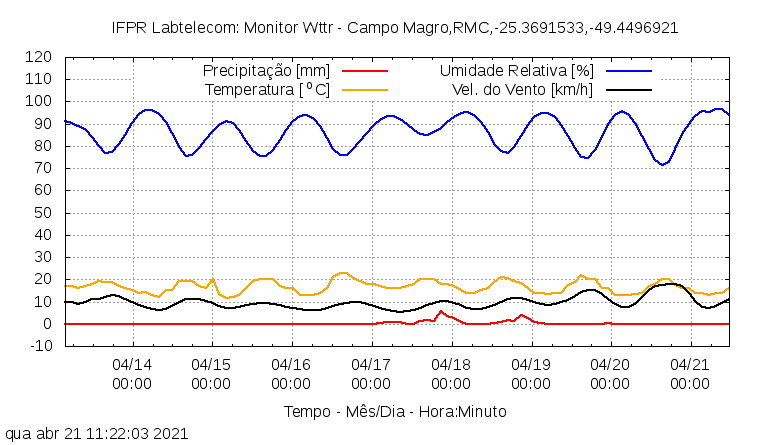 IFPR Labtelecom: Monitor Wttr - Campo Magro,RMC,-25.3691533,-49.4496921
Precipitação [mm]
Umidade Relativa [%]
Temperatura [⁰C]
Vel. do Vento [km/h]
120
110
100
90
80
70
60
50
40
30
20
10
0
-10
04/14 04/15 04/16 04/17 04/18 04/19 04/20 04/21
00:00 00:00 00:00 00:00 00:00 00:00 00:00 00:00
Tempo - Mês/Dia - Hora:Minuto
qua abr 21 11:22:03 2021